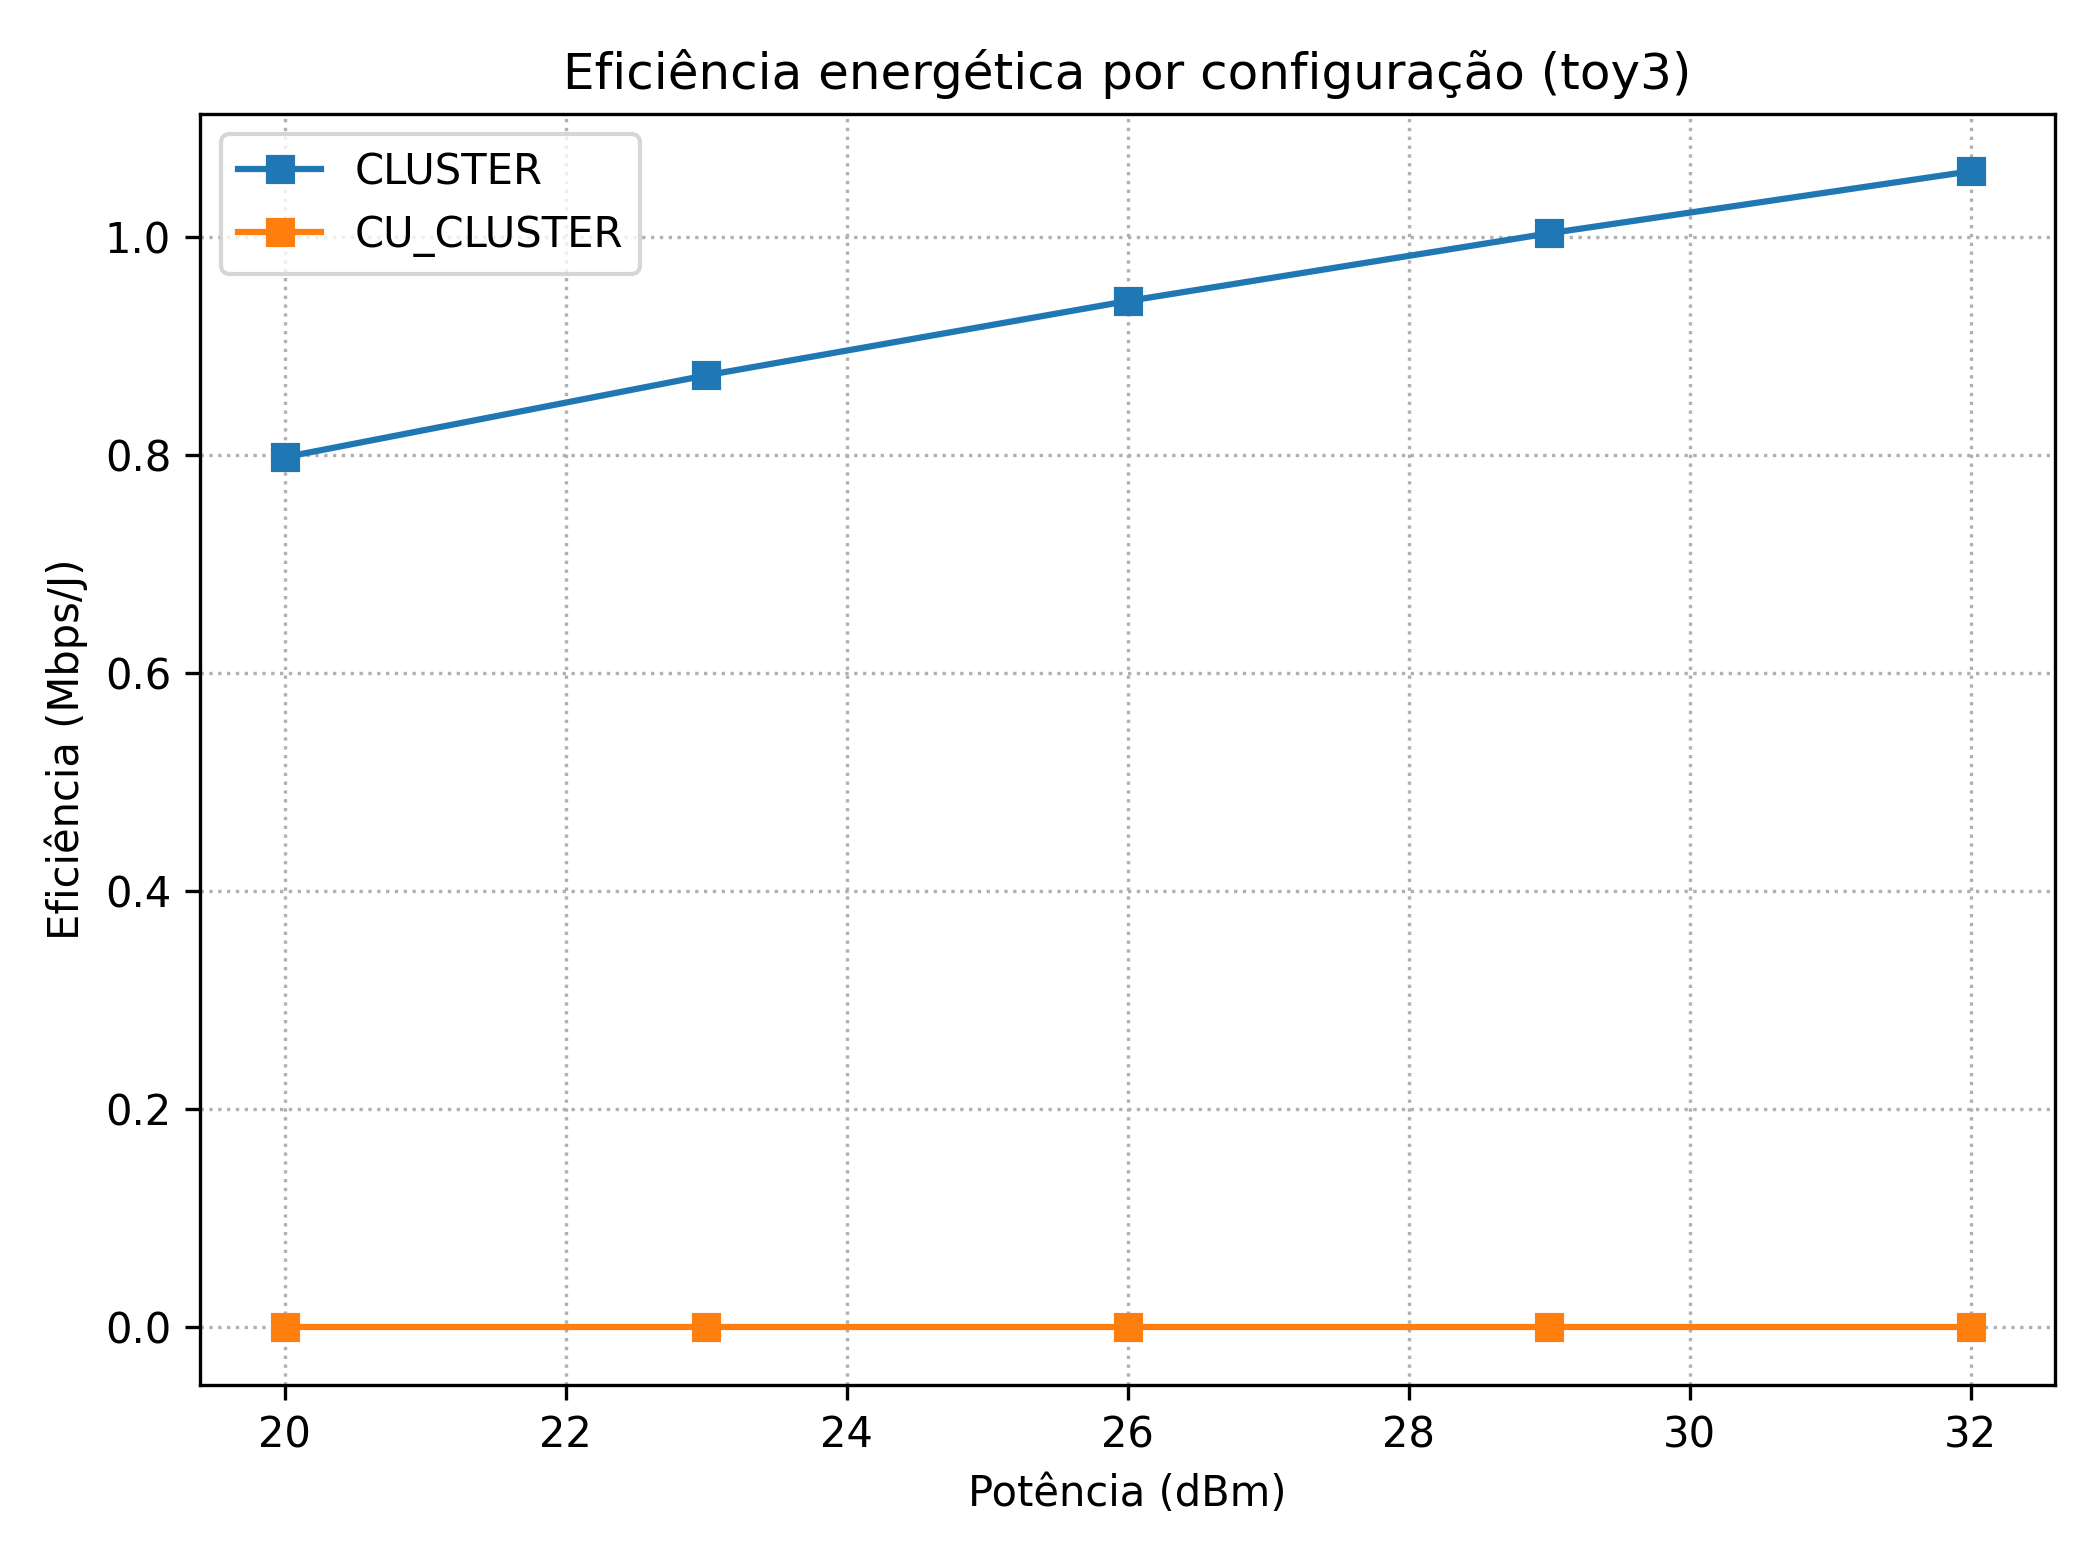 Eficiência energética por configuração (toy3)
CLUSTER
CU_CLUSTER
Eficiência (Mbps/J)
1.0
0.8
0.6
0.4
0.2
0.0
20 22 24 26 28 30 32
Potência (dBm)